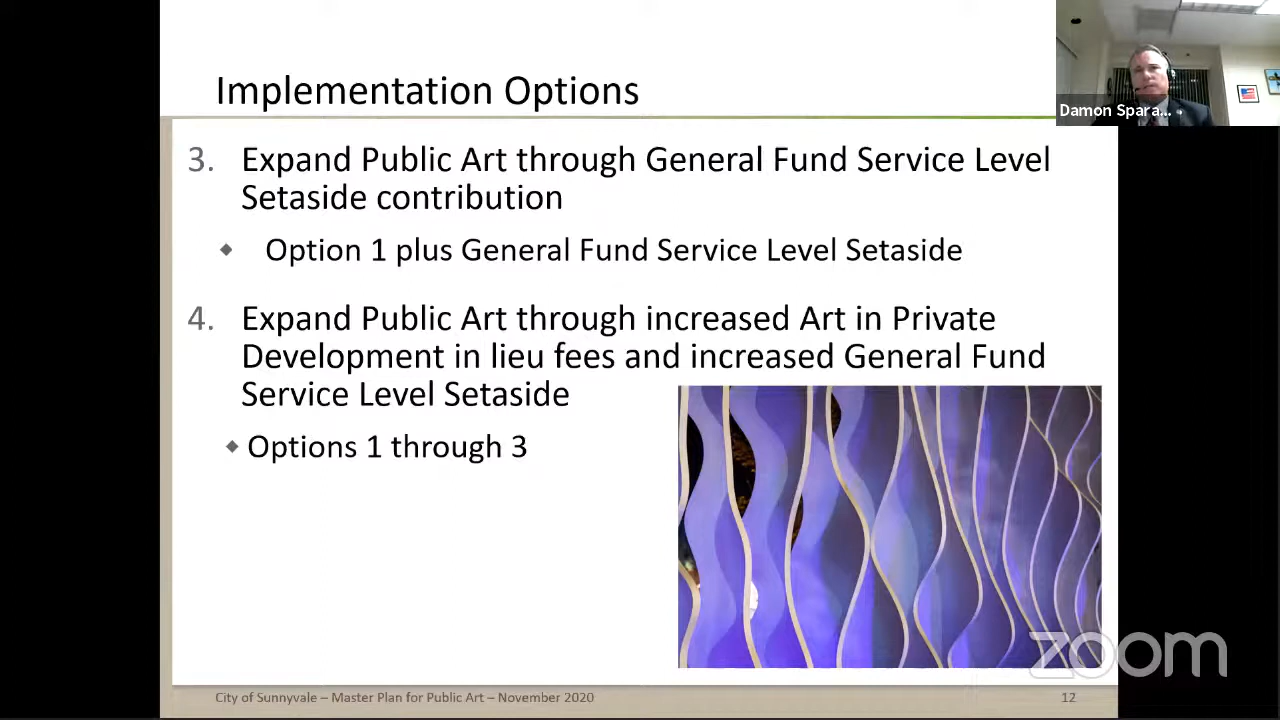 Implementation Options
Damon Spara...
3. Expand Public Art through General Fund Service Level
Setaside contribution
Option 1 plus General Fund Service Level Setaside
4. Expand Public Art through increased Art in Private
Development in lieu fees and increased General Fund
Service Level Setaside
Options 1 through 3
zoom
City of Sunnyvale – Master Plan for Public Art – November 2020
12